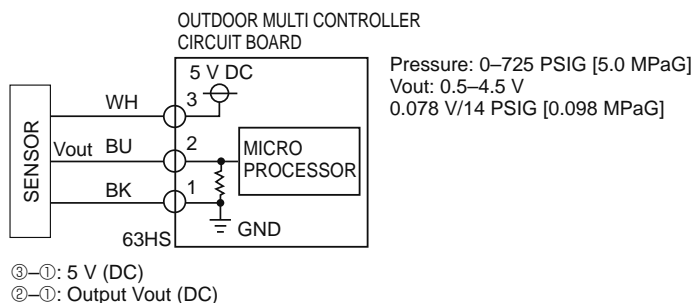 OUTDOOR MULTI CONTROLLER
CIRCUIT BOARD
Pressure: 0–725 PSIG [5.0 MPaG]
Vout: 0.5–4.5 V
0.078 V/14 PSIG [0.098 MPaG]
5 V DC
WH
3
SENSOR
Vout BU
2
MICRO
PROCESSOR
BK
1
GND
63HS
③–①: 5 V (DC)
②–①: Output Vout (DC)